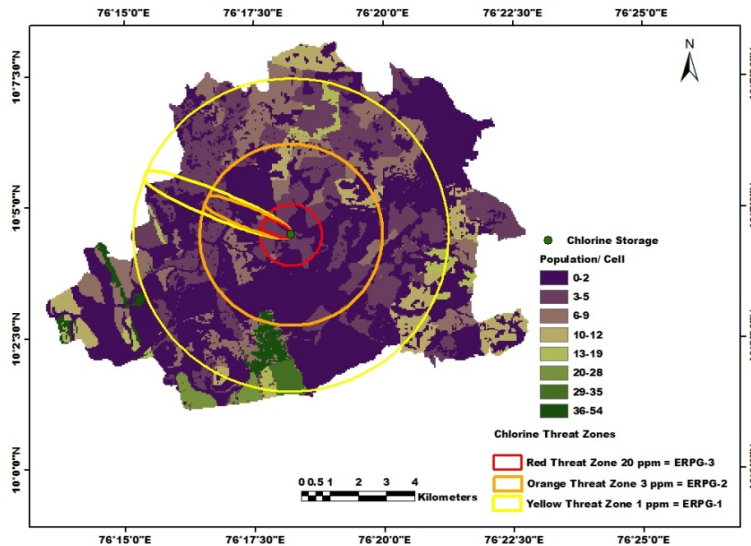 76°15'0"E 76°17'30"E 76°20'0"E 76°22'30"E 76°25'0"E
N
10°7'30"N
10°5'0"N
10°2'30"N
10°0'0"N
Chlorine Storage
Population/ Cell
0-2
3-5
6-9
10-12
13-19
20-28
29-35
36-54
Chlorine Threat Zones
Red Threat Zone 20 ppm = ERPG-3
Orange Threat Zone 3 ppm = ERPG-2
Yellow Threat Zone 1 ppm = ERPG-1
0 0.5 1 2 3 4
Kilometers
76°15'0"E 76°17'30"E 76°20'0"E 76°22'30"E 76°25'0"E